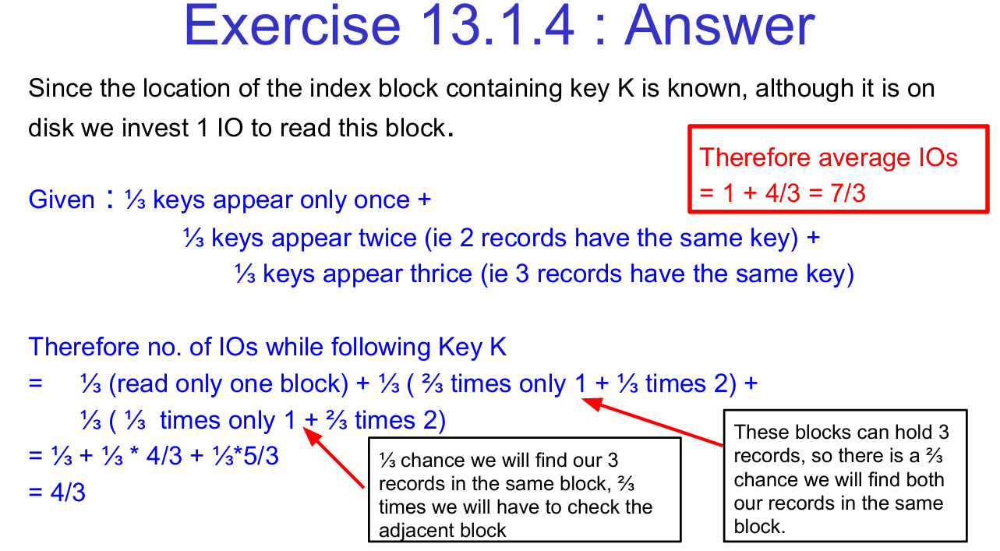 Exercise 13.1.4 : Answer
Since the location of the index block containing key K is known, although it is on
disk we invest 1 IO to read this block.
Therefore average IOs
= 1 + 4/3 = 7/3
Given : ⅓ keys appear only once +
⅓ keys appear twice (ie 2 records have the same key) +
⅓ keys appear thrice (ie 3 records have the same key)
Therefore no. of IOs while following Key K
= ⅓ (read only one block) + ⅓ ( ⅔ times only 1 + ⅓ times 2) +
⅓ ( ⅓ times only 1 + ⅔ times 2)
= ⅓ + ⅓ * 4/3 + ⅓*5/3
= 4/3
⅓ chance we will find our 3
records in the same block, ⅔
times we will have to check the
adjacent block
These blocks can hold 3
records, so there is a ⅔
chance we will find both
our records in the same
block.